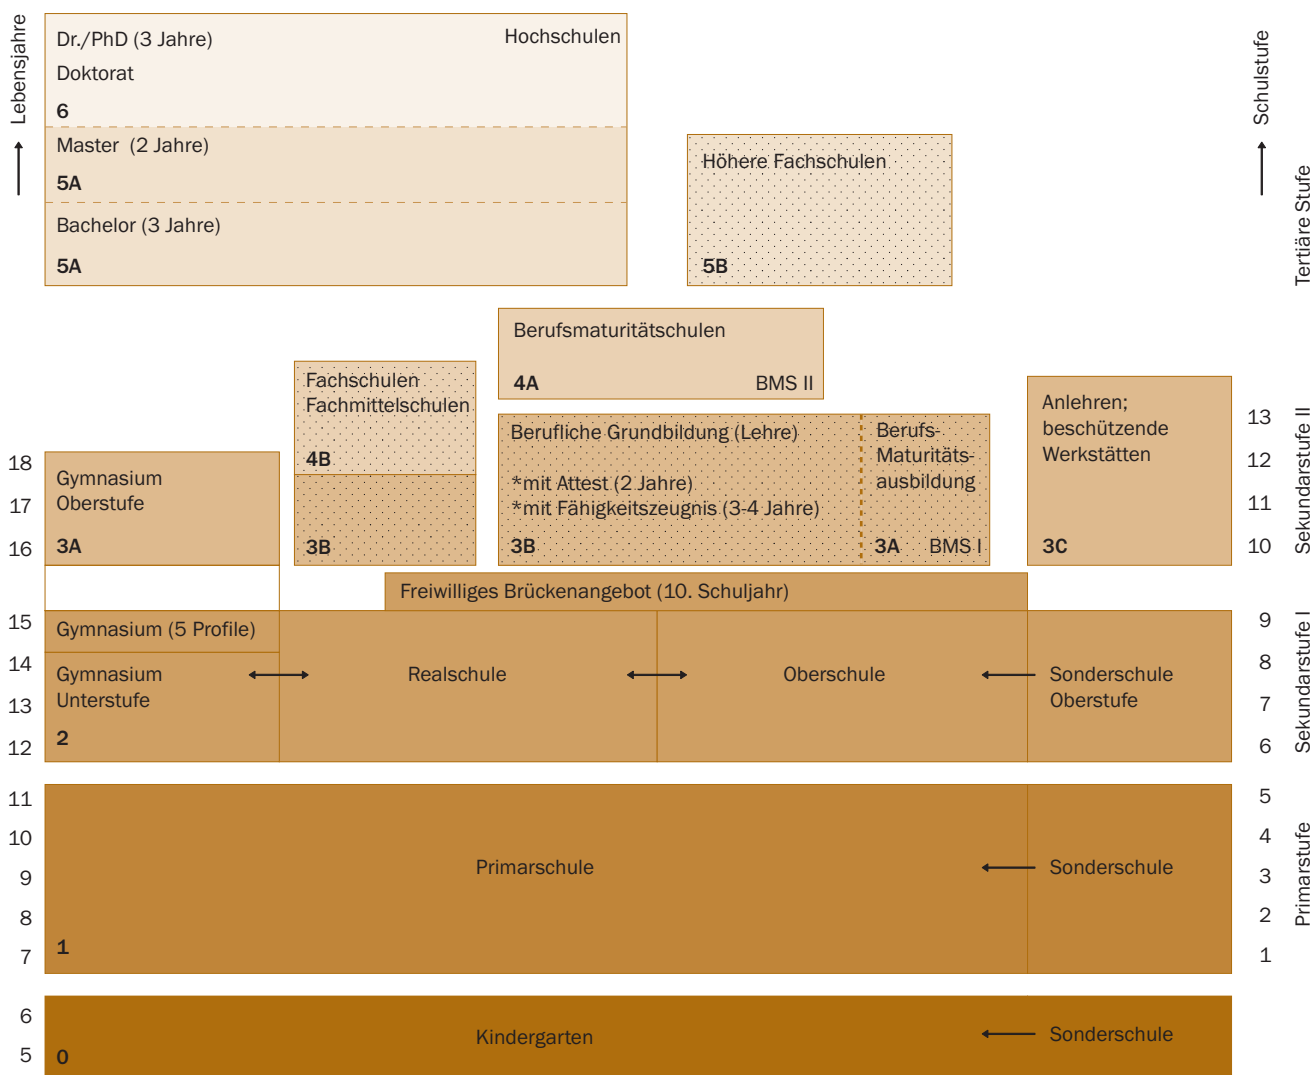 Lebensjahre
Schulstufe
Dr./PhD (3 Jahre)
Hochschulen
Doktorat
6
Master (2 Jahre)
5A
Bachelor (3 Jahre)
5A
Höhere Fachschulen
5B
Tertiäre Stufe
Berufsmaturitätschulen
4A
BMS II
Fachschulen
Fachmittelschulen
4B
3B
Berufliche Grundbildung (Lehre)
*mit Attest (2 Jahre)
*mit Fähigkeitszeugnis (3-4 Jahre)
3B
Berufs-
Maturitäts-
ausbildung
3A
BMS I
Anlehren;
beschützende
Werkstätten
3C
Gymnasium
Oberstufe
3A
18
17
16
13
12
11
10
Sekundarstufe II
Freiwilliges Brückenangebot (10. Schuljahr)
15
14
13
12
Gymnasium (5 Profile)
Gymnasium
Unterstufe
2
Realschule
Oberschule
Sonderschule
Oberstufe
9
8
7
6
Sekundarstufe I
11
10
9
8
7
Primarschule
1
Sonderschule
5
4
3
2
1
Primarstufe
6
5
Kindergarten
0
Sonderschule